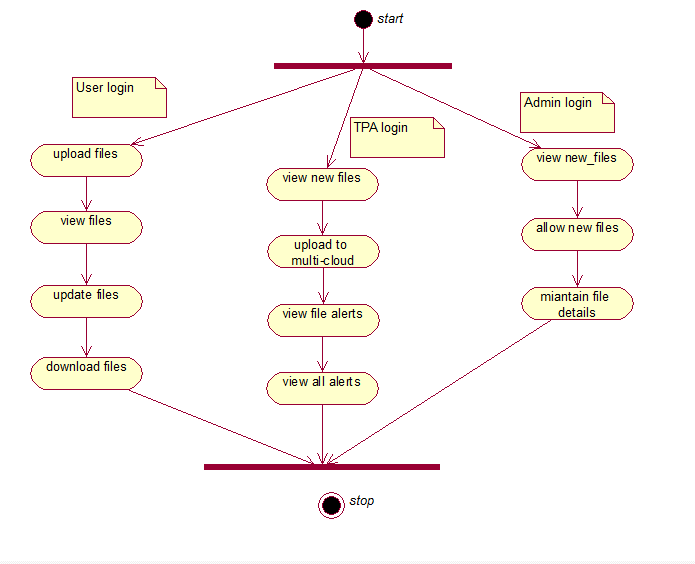 start
User login
TPA login
Admin login
upload files
view new files
view new_files
view files
upload to
multi-cloud
allow new files
update files
view file alerts
miantain file
details
download files
view all alerts
stop